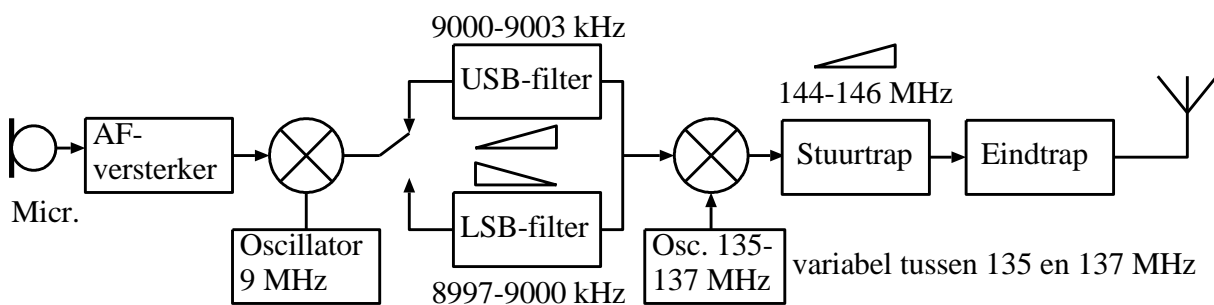 9000-9003 kHz
USB-filter
144-146 MHz
AF-
versterker
Stuurtrap
Eindtrap
Micr.
LSB-filter
Oscillator
9 MHz
Osc. 135-
137 MHz
variabel tussen 135 en 137 MHz
8997-9000 kHz